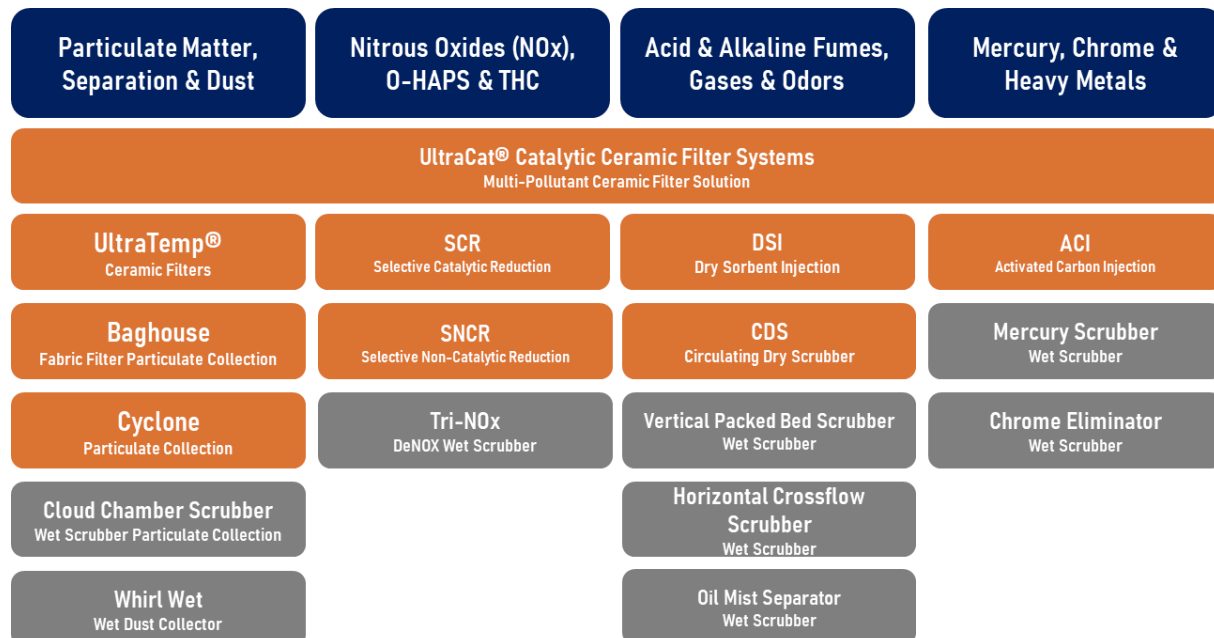 Particulate Matter,
Separation & Dust
Nitrous Oxides (NOx),
O-HAPS & THC
Acid & Alkaline Fumes,
Gases & Odors
Mercury, Chrome &
Heavy Metals
UltraCat® Catalytic Ceramic Filter Systems
Multi-Pollutant Ceramic Filter Solution
UltraTemp®
Ceramic Filters
SCR
Selective Catalytic Reduction
DSI
Dry Sorbent Injection
ACI
Activated Carbon Injection
Baghouse
Fabric Filter Particulate Collection
SNCR
Selective Non-Catalytic Reduction
CDS
Circulating Dry Scrubber
Mercury Scrubber
Wet Scrubber
Cyclone
Particulate Collection
Tri-NOx
DeNOX Wet Scrubber
Vertical Packed Bed Scrubber
Wet Scrubber
Chrome Eliminator
Wet Scrubber
Cloud Chamber Scrubber
Wet Scrubber Particulate Collection
Horizontal Crossflow
Scrubber
Wet Scrubber
Whirl Wet
Wet Dust Collector
Oil Mist Separator
Wet Scrubber